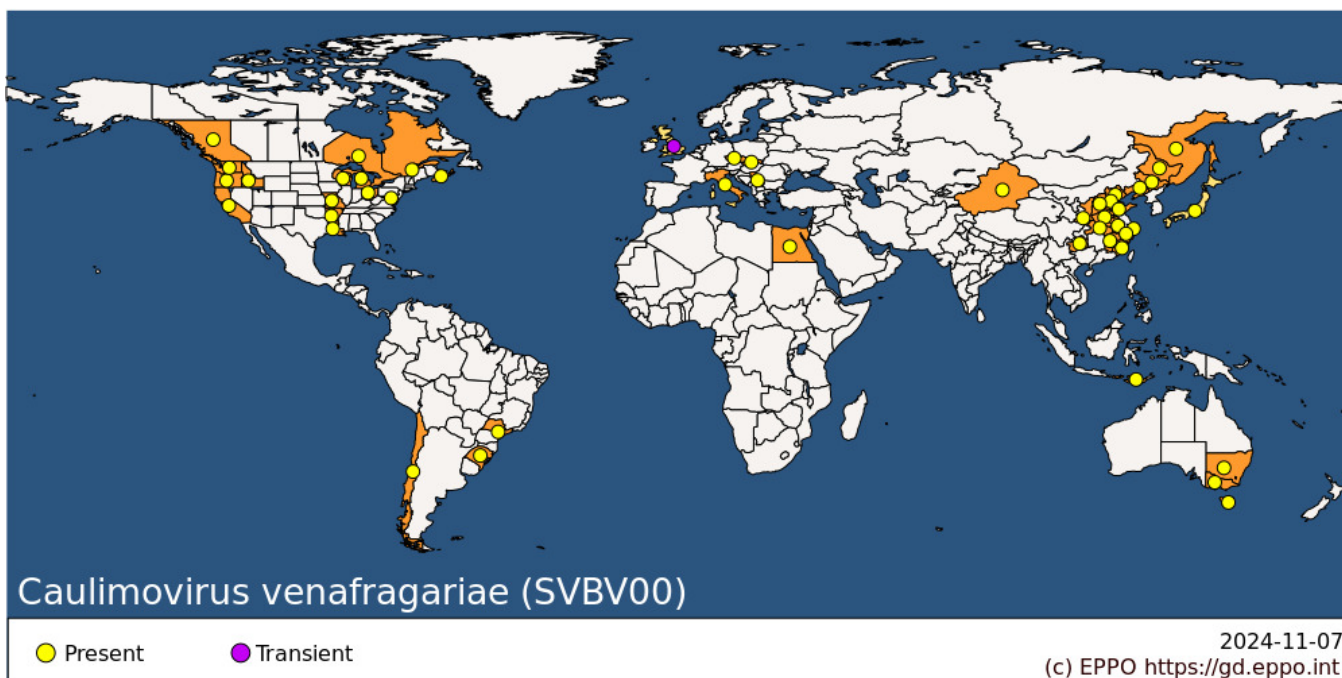 Caulimovirus venafragariae (SVBV00)
Present
Transient
2024-11-07
(c) EPPO https://gd.eppo.int